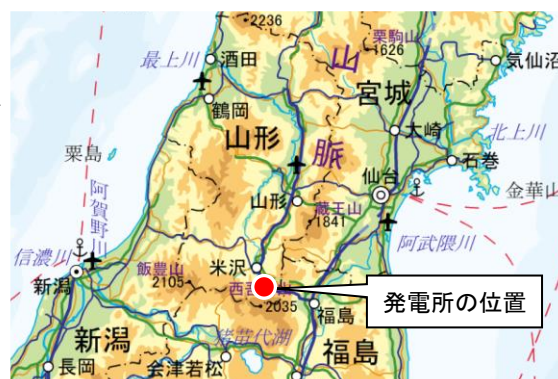 2236
栗駒山
1626
最上川
酒田
山
気仙沼
宮城
鶴岡
山形
大崎
北上川
粟島
脈
石巻
仙台
金華山
阿賀野川
山形
蔵王山
1841
阿武隈川
信濃川
飯豊山
米沢
新潟
2105
2035
発電所の位置
福島
新潟
猪苗代湖
福島
長岡
会津若松